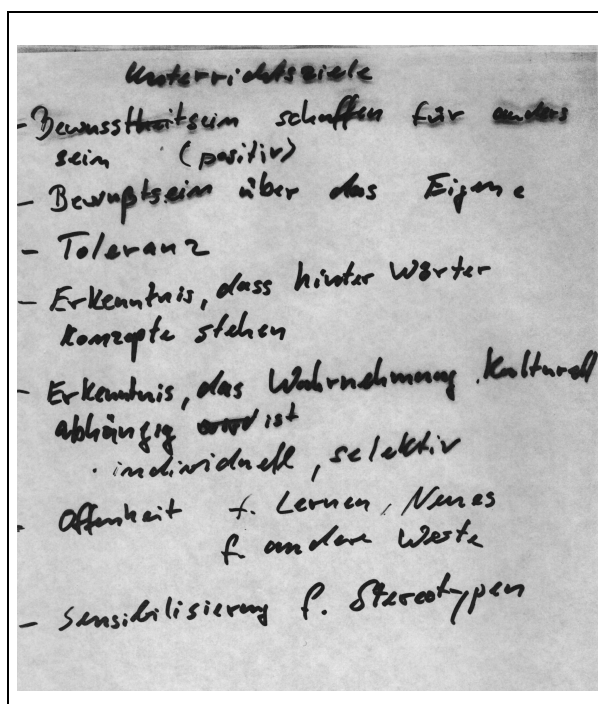 Unterrichtsziele
- Bewusstseim schaffen für anders
sein (positiv)
- Bewußtsein über das Eigene
- Toleranz
- Erkenntnis, dass hinter Wörter
Konzepte stehen
- Erkenntnis, das Wahrnehmung kulturell
abhängig ist
· individuell, selektiv
- Offenheit f. Lernen, Neues
f. andere Werte
- Sensibilisierung f. Stereotypen